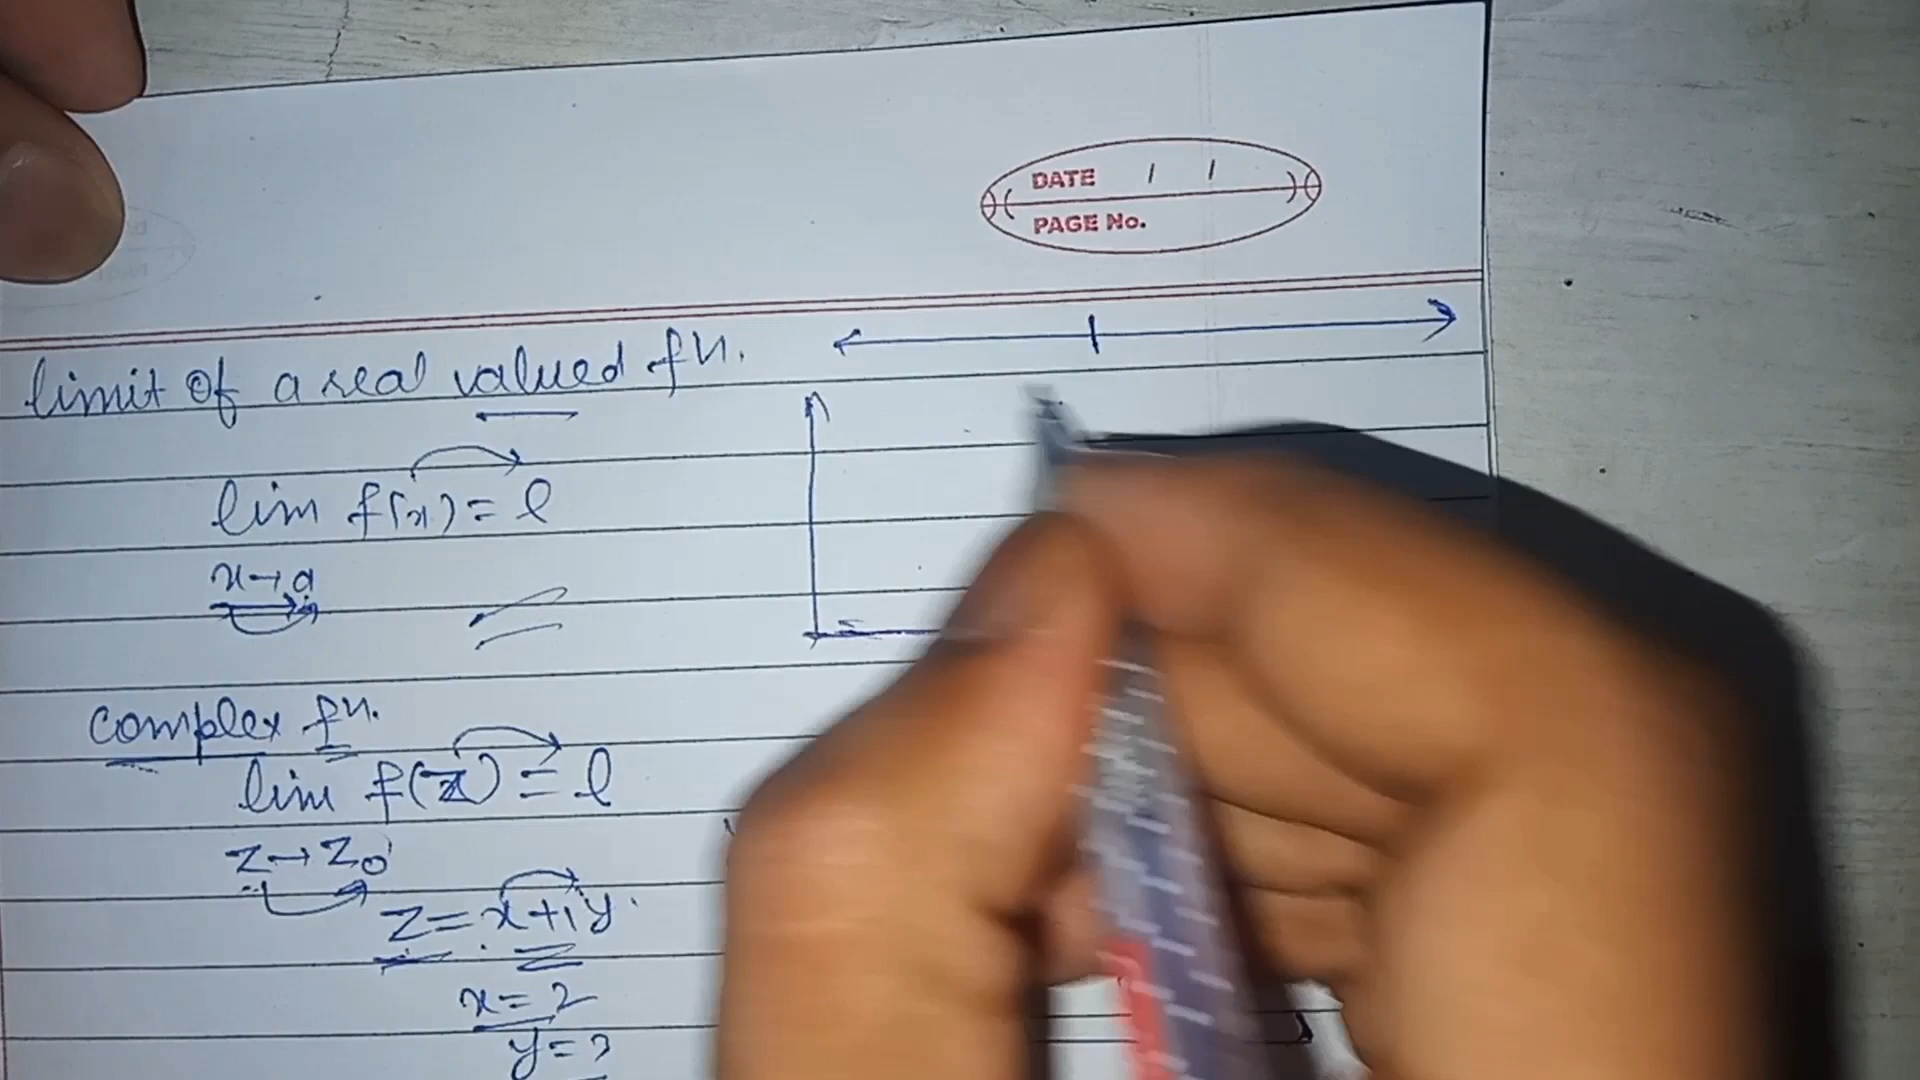 DATE / /
PAGE No.
limit of a real valued fn.
lim f(x) = l
x→a
complex fn.
lim f(z) = l
z→z₀
z = x+iy.
x = 2
y =